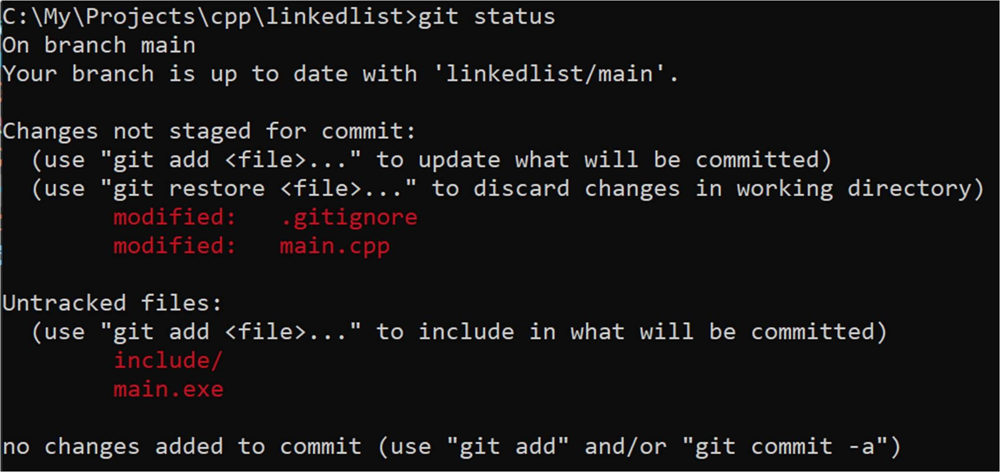 C:\My\Projects\cpp\linkedlist>git status
On branch main
Your branch is up to date with 'linkedlist/main'.

Changes not staged for commit:
  (use "git add <file>..." to update what will be committed)
  (use "git restore <file>..." to discard changes in working directory)
        modified:   .gitignore
        modified:   main.cpp

Untracked files:
  (use "git add <file>..." to include in what will be committed)
        include/
        main.exe

no changes added to commit (use "git add" and/or "git commit -a")